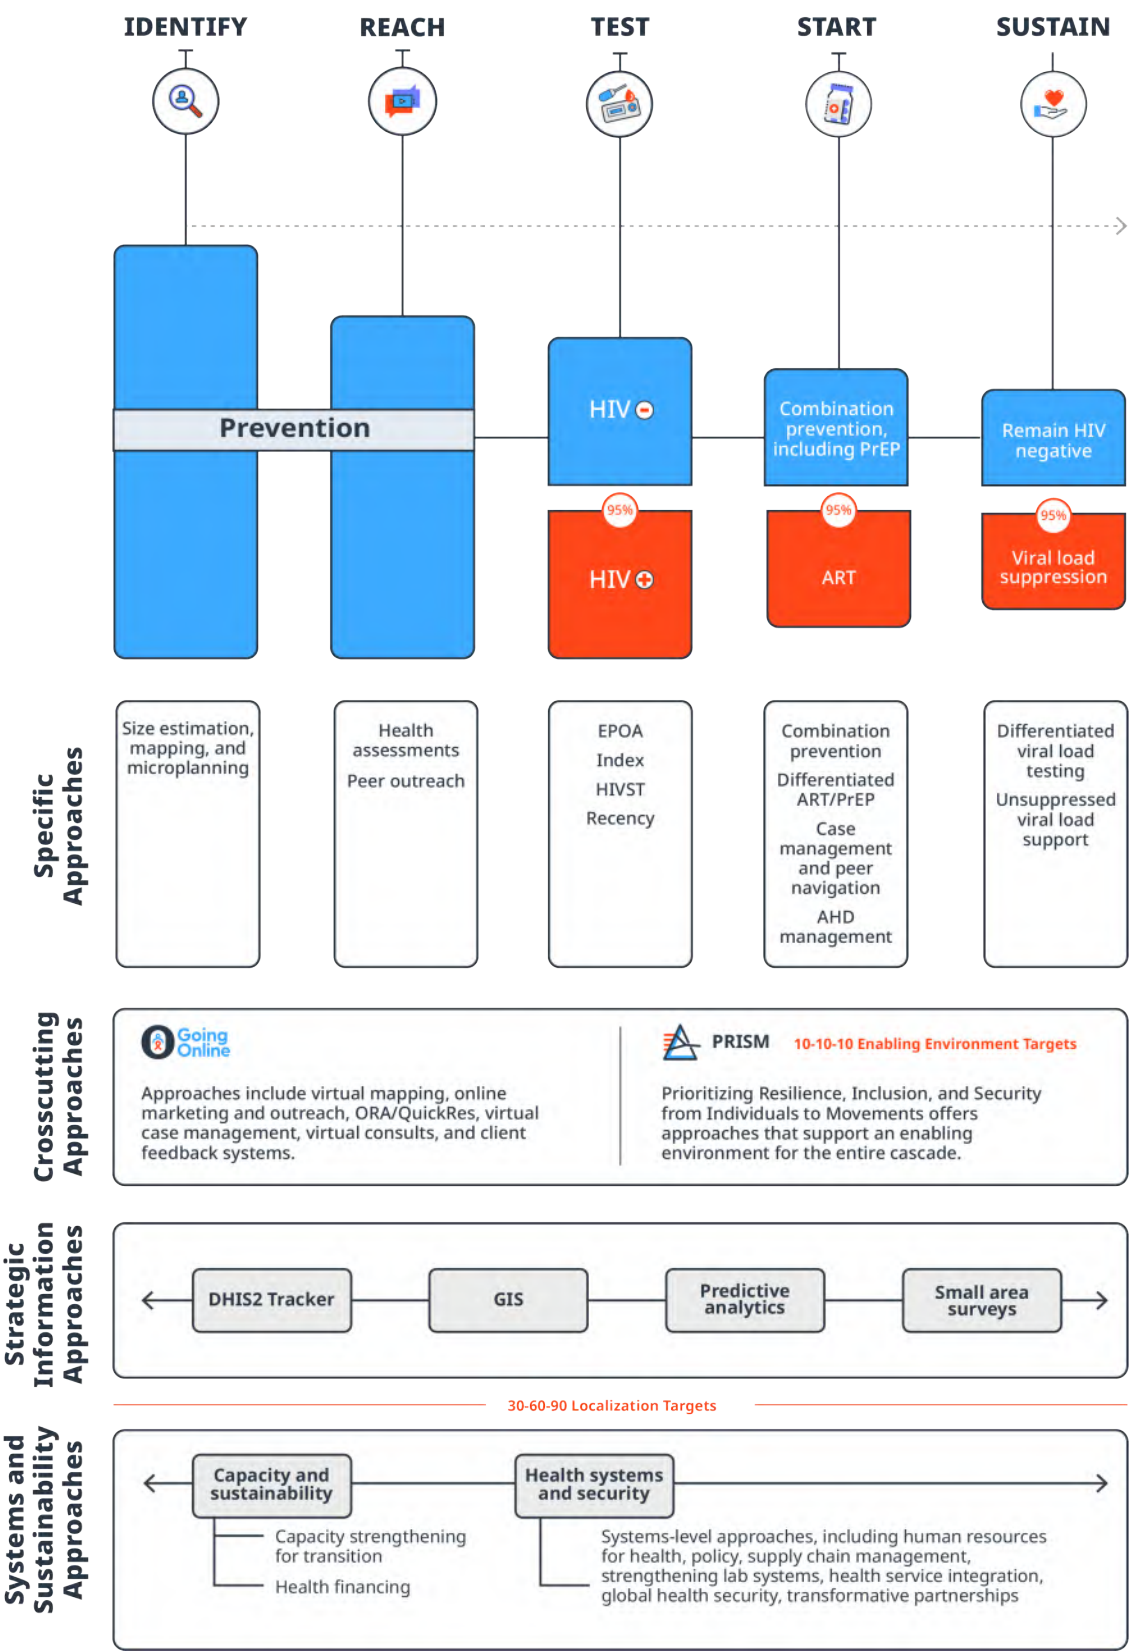 IDENTIFY
REACH
TEST
START
SUSTAIN
Prevention
HIV
Combination
prevention,
including PrEP
Remain HIV
negative
95%
95%
95%
HIV
ART
Viral load
suppression
Specific
Approaches
Size estimation,
mapping, and
microplanning
Health
assessments
Peer outreach
EPOA
Index
HIVST
Recency
Combination
prevention
Differentiated
ART/PrEP
Case
management
and peer
navigation
AHD
management
Differentiated
viral load
testing
Unsuppressed
viral load
support
Crosscutting
Approaches
Going
Online
Approaches include virtual mapping, online
marketing and outreach, ORA/QuickRes, virtual
case management, virtual consults, and client
feedback systems.
PRISM
10-10-10 Enabling Environment Targets
Prioritizing Resilience, Inclusion, and Security
from Individuals to Movements offers
approaches that support an enabling
environment for the entire cascade.
Strategic
Information
Approaches
DHIS2 Tracker
GIS
Predictive
analytics
Small area
surveys
30-60-90 Localization Targets
Systems and
Sustainability
Approaches
Capacity and
sustainability
Capacity strengthening
for transition
Health financing
Health systems
and security
Systems-level approaches, including human resources
for health, policy, supply chain management,
strengthening lab systems, health service integration,
global health security, transformative partnerships